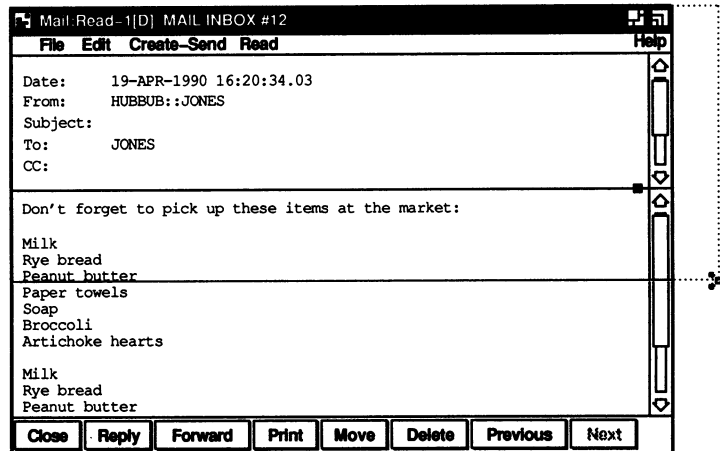 Mail:Read-1[D] MAIL INBOX #12
File Edit Create-Send Read Help
Date: 19-APR-1990 16:20:34.03
From: HUBBUB::JONES
Subject:
To: JONES
CC:
Don't forget to pick up these items at the market:
Milk
Rye bread
Peanut butter
Paper towels
Soap
Broccoli
Artichoke hearts
Milk
Rye bread
Peanut butter
Close Reply Forward Print Move Delete Previous Next